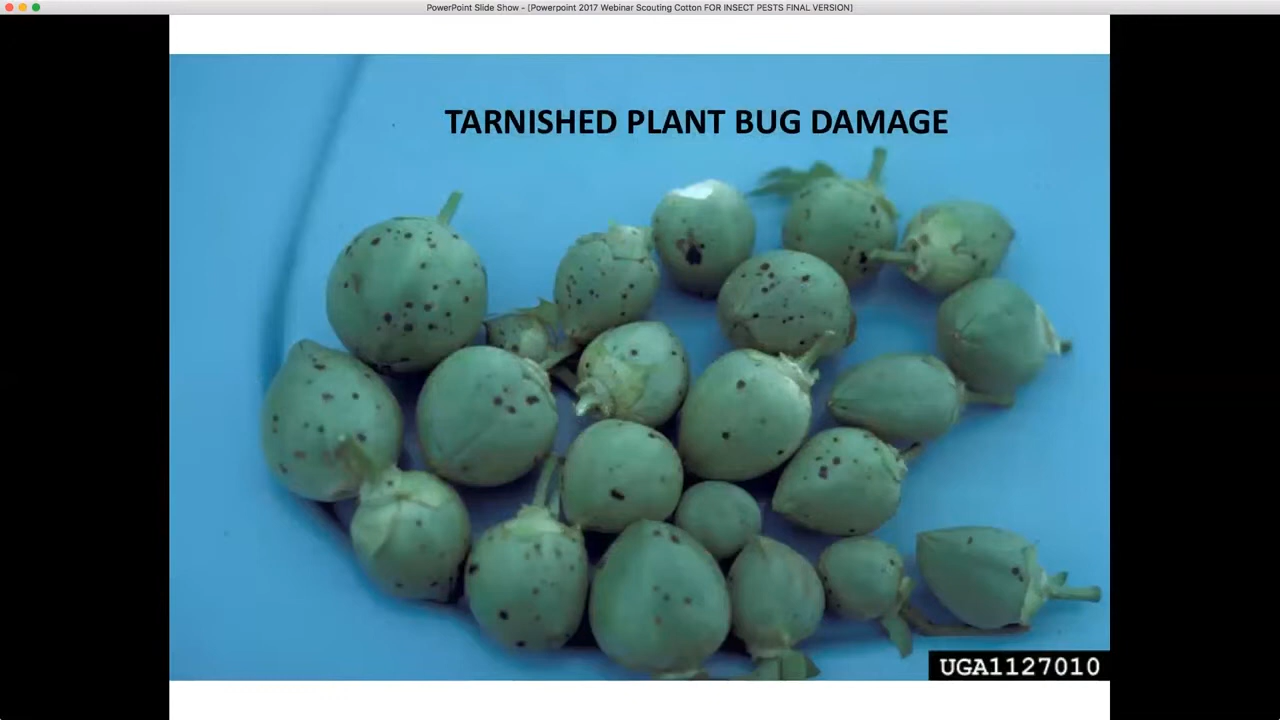 PowerPoint Slide Show - [Powerpoint 2017 Webinar Scouting Cotton FOR INSECT PESTS FINAL VERSION]
TARNISHED PLANT BUG DAMAGE
UGA1127010